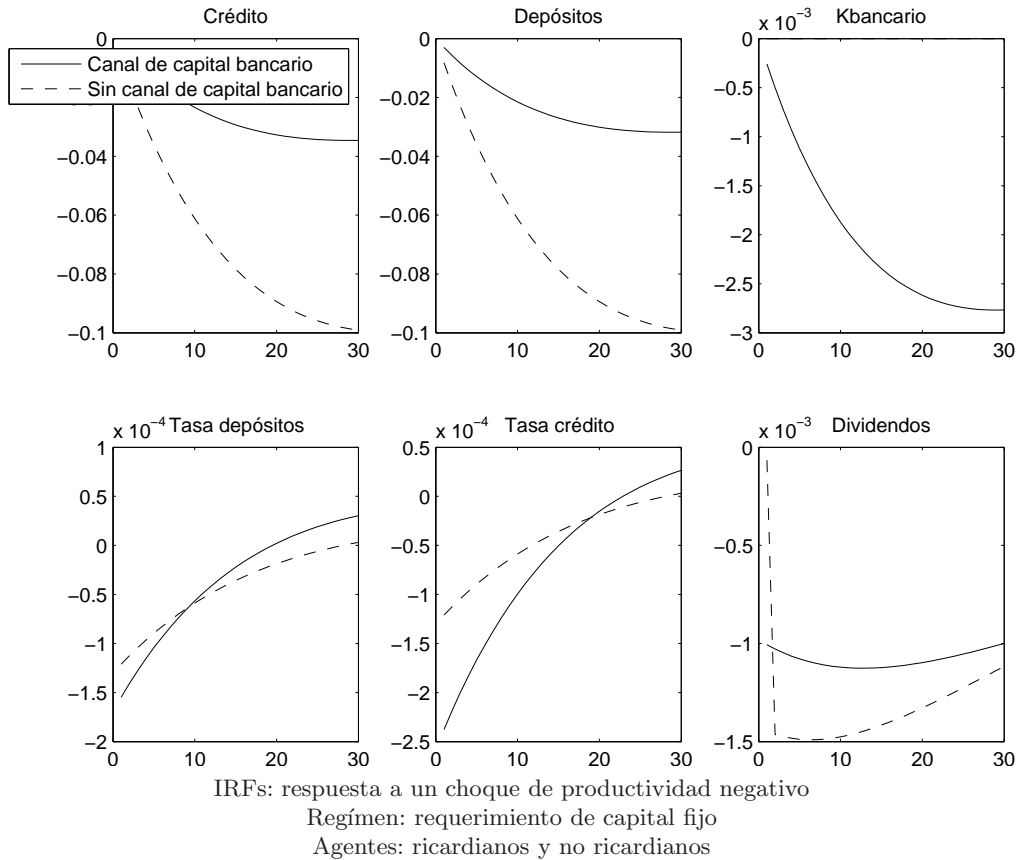 Crédito
0
−0.04
−0.06
−0.08
−0.1
0 10 20 30
Canal de capital bancario
Sin canal de capital bancario
Depósitos
0
−0.02
−0.04
−0.06
−0.08
−0.1
0 10 20 30
x 10−3
Kbancario
0
−0.5
−1
−1.5
−2
−2.5
−3
0 10 20 30
x 10−4
Tasa depósitos
1
0.5
0
−0.5
−1
−1.5
−2
0 10 20 30
x 10−4
Tasa crédito
0.5
0
−0.5
−1
−1.5
−2
−2.5
0 10 20 30
x 10−3
Dividendos
0
−0.5
−1
−1.5
0 10 20 30
IRFs: respuesta a un choque de productividad negativo
Regímen: requerimiento de capital fijo
Agentes: ricardianos y no ricardianos